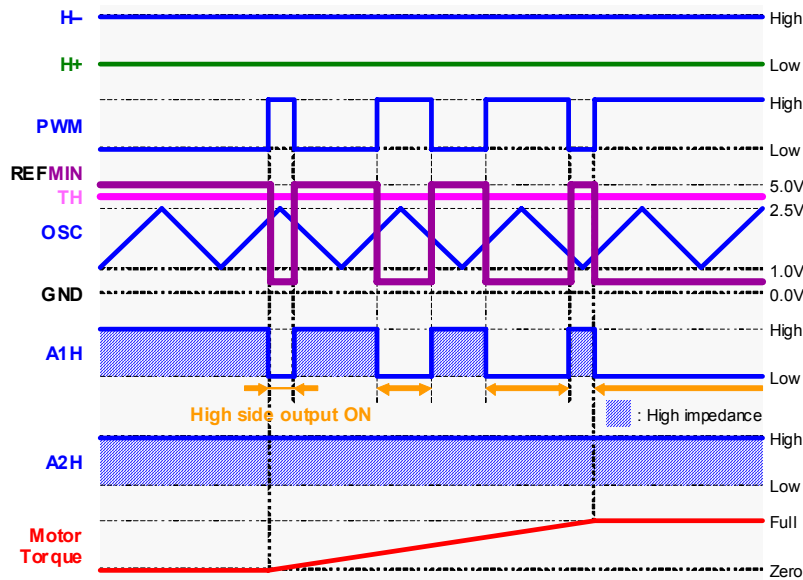 H– High
H+ Low
High
PWM
Low
REFMIN 5.0V
TH
2.5V
OSC
1.0V
GND 0.0V
High
A1H
Low
High side output ON
: High impedance
High
A2H
Low
Full
Motor
Torque
Zero